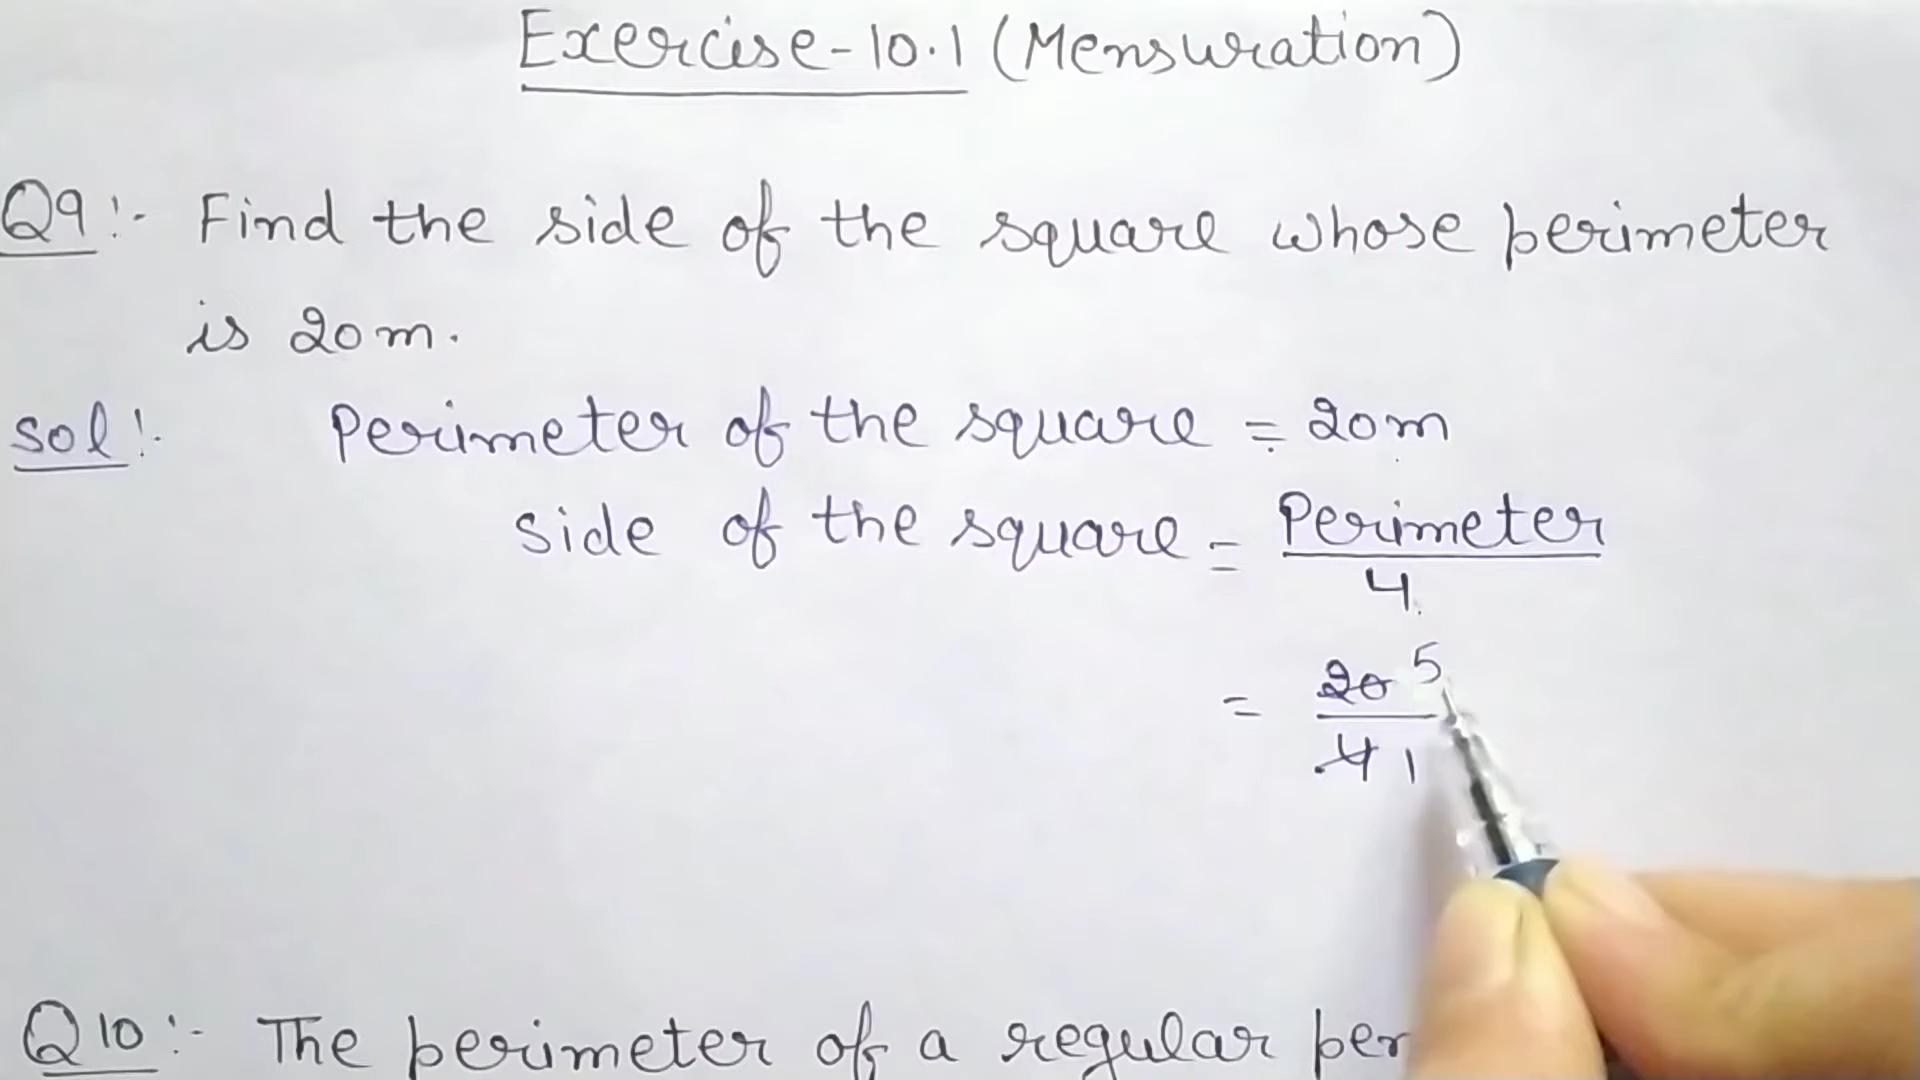 Exercise-10.1 (Mensuration)
Q9:- Find the side of the square whose perimeter
is 20m.
Sol:- Perimeter of the square = 20m
side of the square = Perimeter
4
= 20 5
4 1
Q10:- The perimeter of a regular